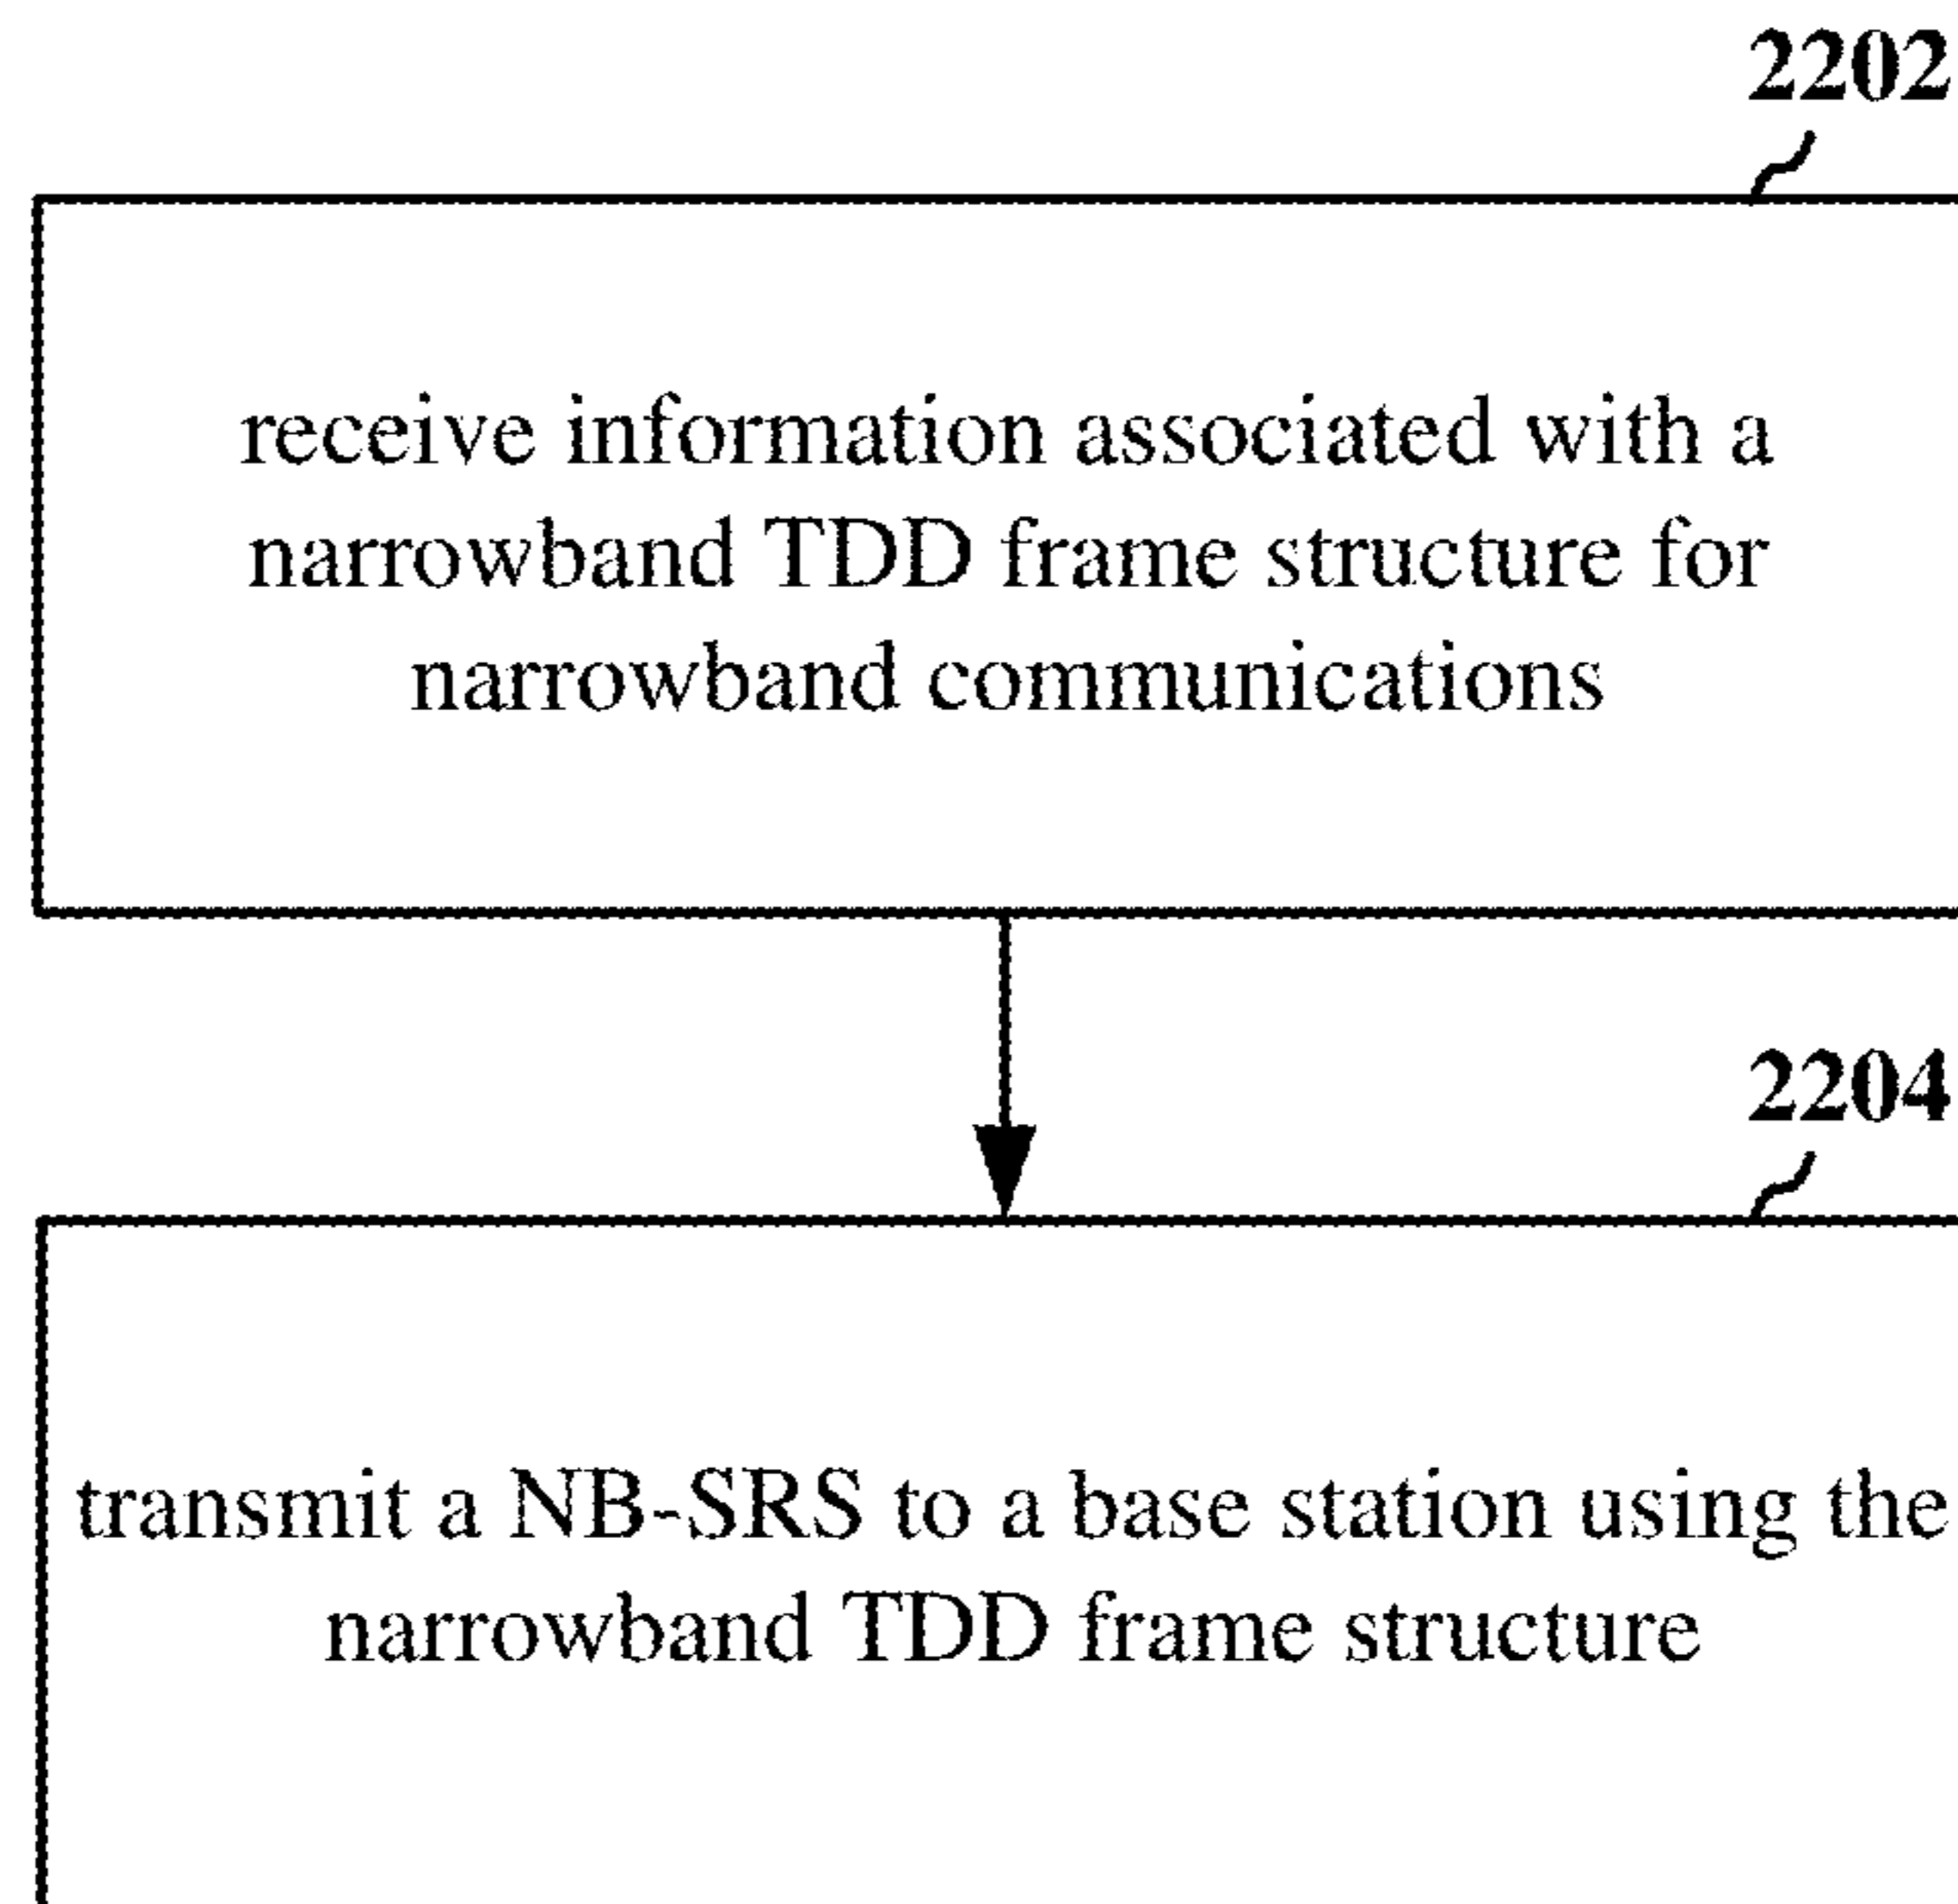 2202
receive information associated with a
narrowband TDD frame structure for
narrowband communications
2204
transmit a NB-SRS to a base station using the
narrowband TDD frame structure